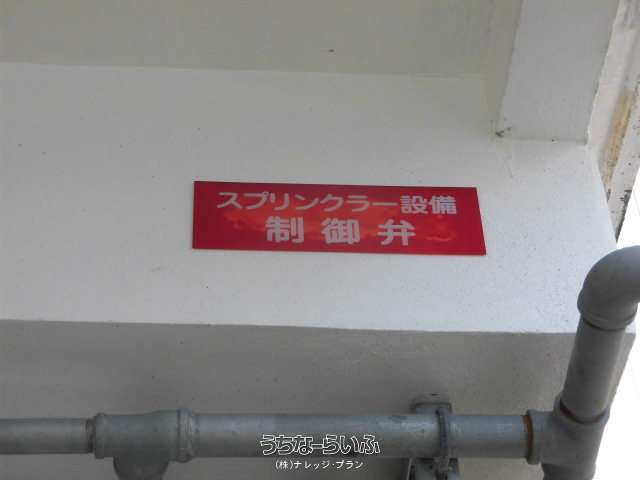 スプリンクラー設備
制御弁
うちなーらいふ
(株)ナレッジ・プラン